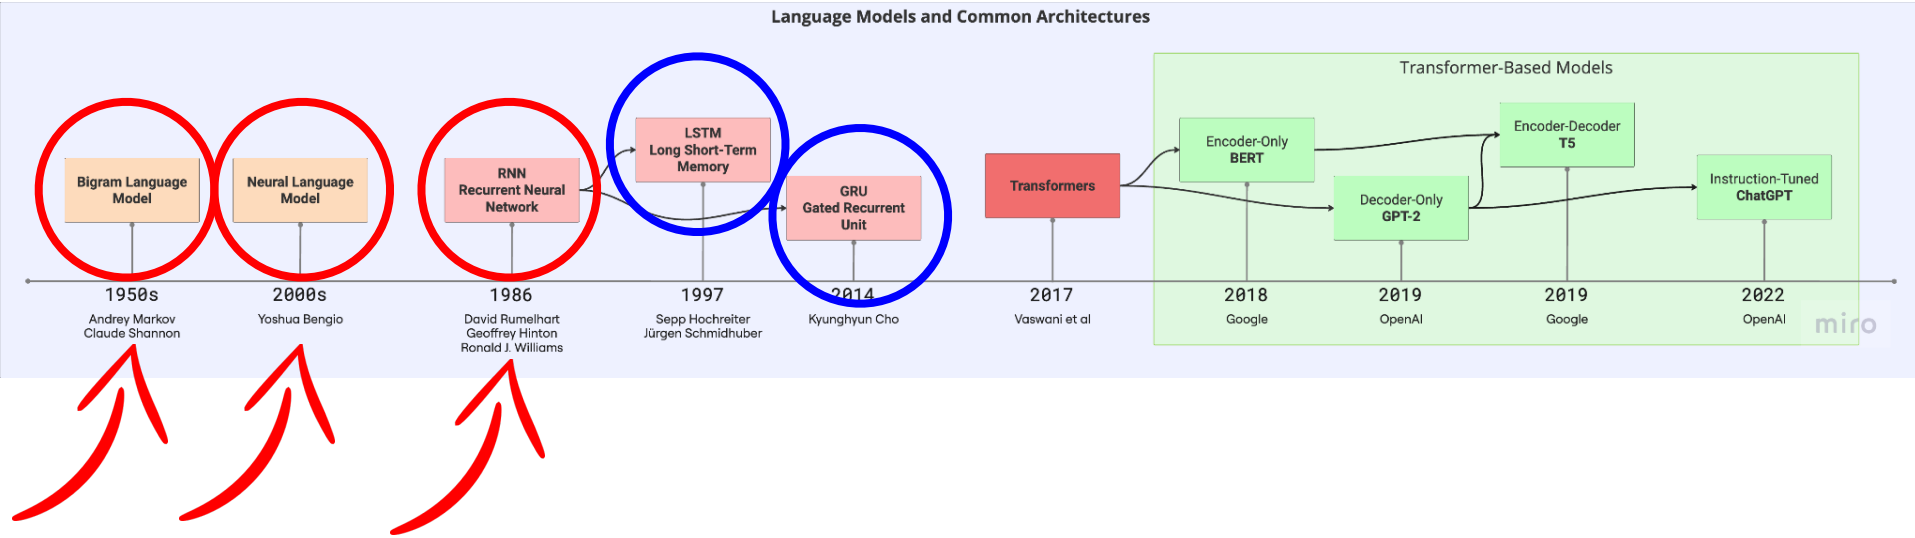 Language Models and Common Architectures
Transformer-Based Models
Bigram Language
Model
Neural Language
Model
RNN
Recurrent Neural
Network
LSTM
Long Short-Term
Memory
GRU
Gated Recurrent
Unit
Transformers
Encoder-Only
BERT
Decoder-Only
GPT-2
Encoder-Decoder
T5
Instruction-Tuned
ChatGPT
1950s
Andrey Markov
Claude Shannon
2000s
Yoshua Bengio
1986
David Rumelhart
Geoffrey Hinton
Ronald J. Williams
1997
Sepp Hochreiter
Jürgen Schmidhuber
2014
Kyunghyun Cho
2017
Vaswani et al
2018
Google
2019
OpenAI
2019
Google
2022
OpenAI
miro